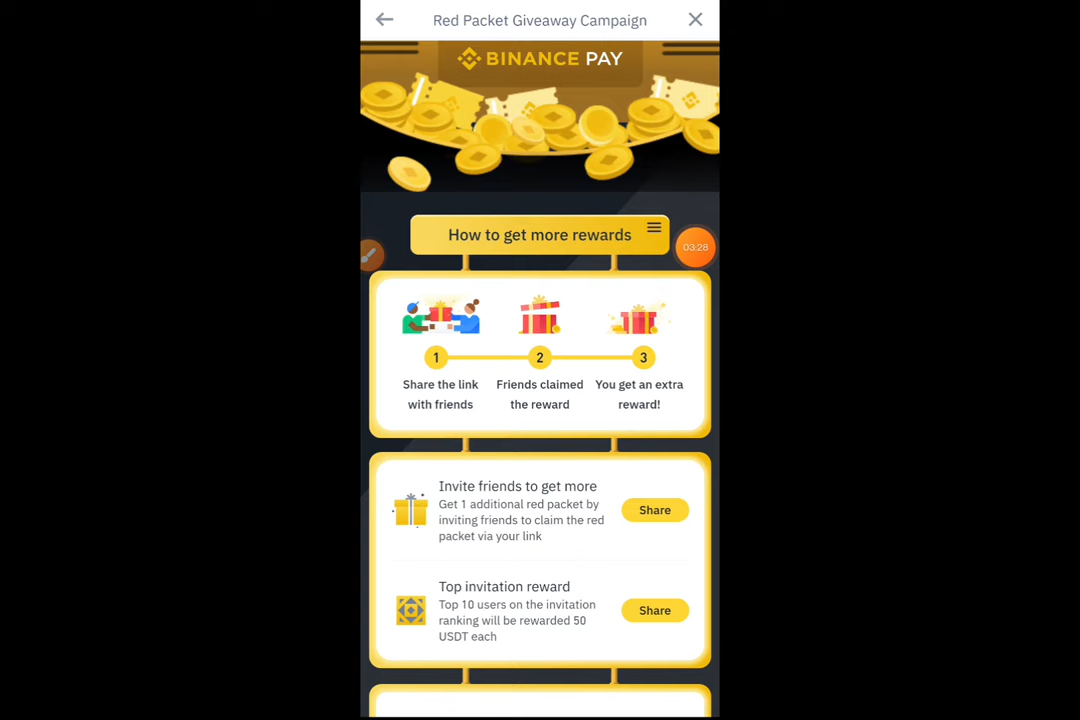 Red Packet Giveaway Campaign
BINANCE PAY
How to get more rewards
03:28
1 2 3
Share the link Friends claimed You get an extra
with friends the reward reward!
Invite friends to get more
Get 1 additional red packet by
inviting friends to claim the red
packet via your link
Share
Top invitation reward
Top 10 users on the invitation
ranking will be rewarded 50
USDT each
Share